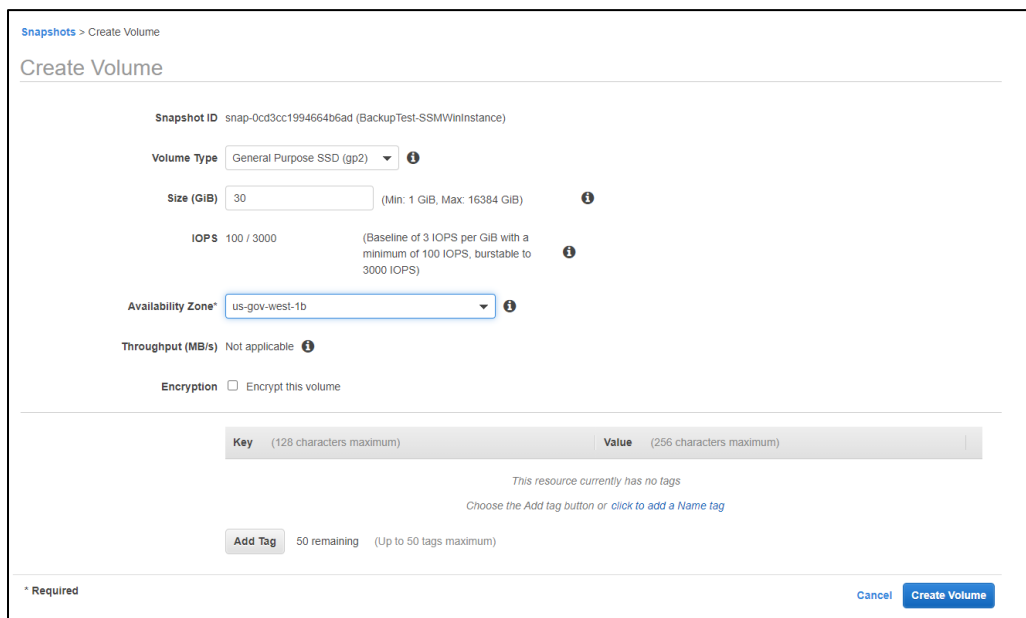 Snapshots > Create Volume
Create Volume
Snapshot ID snap-0cd3cc1994664b6ad (BackupTest-SSMWinInstance)
Volume Type General Purpose SSD (gp2)
Size (GiB) 30 (Min: 1 GiB, Max: 16384 GiB)
IOPS 100 / 3000 (Baseline of 3 IOPS per GiB with a
minimum of 100 IOPS, burstable to
3000 IOPS)
Availability Zone* us-gov-west-1b
Throughput (MB/s) Not applicable
Encryption Encrypt this volume
Key (128 characters maximum) Value (256 characters maximum)
This resource currently has no tags
Choose the Add tag button or click to add a Name tag
Add Tag 50 remaining (Up to 50 tags maximum)
* Required
Cancel Create Volume